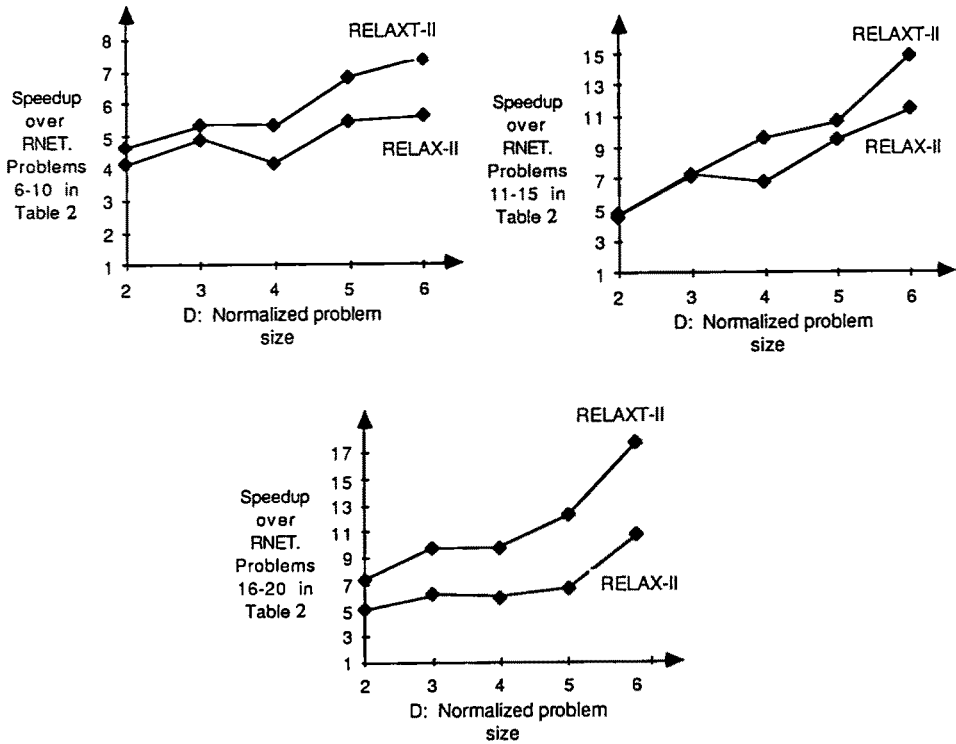 8
7
6
5
4
3
2
1
Speedup
over
RNET.
Problems
6-10 in
Table 2
RELAXT-II
RELAX-II
2 3 4 5 6
D: Normalized problem
size
15
13
11
9
7
5
3
1
Speedup
over
RNET.
Problems
11-15 in
Table 2
RELAXT-II
RELAX-II
2 3 4 5 6
D: Normalized problem
size
17
15
13
11
9
7
5
3
1
Speedup
over
RNET.
Problems
16-20 in
Table 2
RELAXT-II
RELAX-II
2 3 4 5 6
D: Normalized problem
size